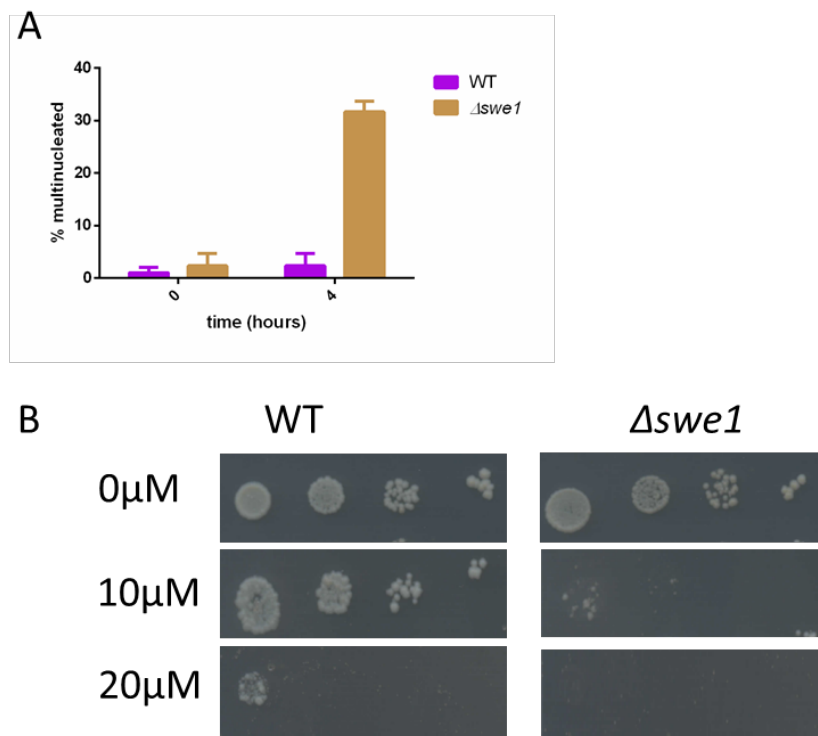 A
40
30
20
10
0
% multinucleated
0
4
time (hours)
WT
Δswe1
B
WT Δswe1
0μM
10μM
20μM